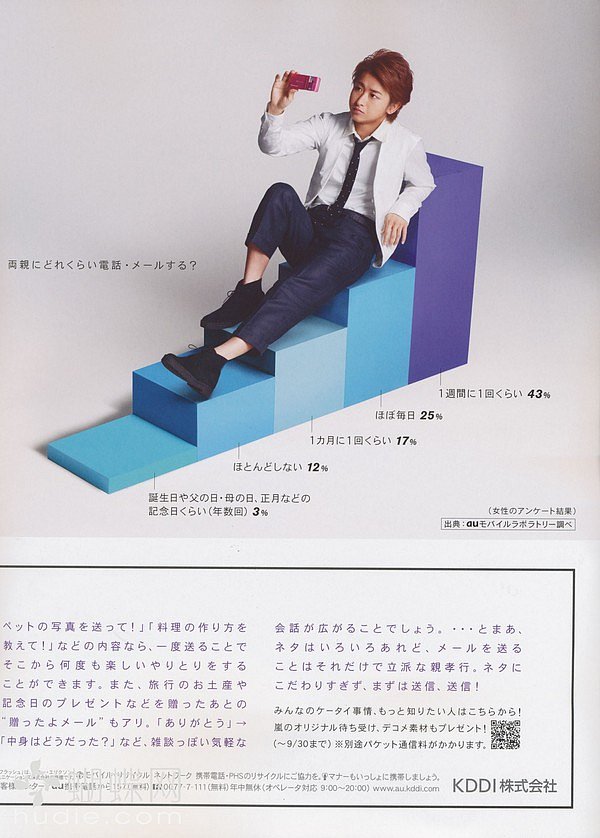 両親にどれくらい電話・メールする？
1週間に1回くらい 43%
ほぼ毎日 25%
1カ月に1回くらい 17%
ほとんどしない 12%
誕生日や父の日・母の日、正月などの
記念日くらい（年数回） 3%
（女性のアンケート結果）
出典：auモバイルラボラトリー調べ
ペットの写真を送って！」「料理の作り方を
教えて！」などの内容なら、一度送ることで
そこから何度も楽しいやりとりをする
ことができます。また、旅行のお土産や
記念日のプレゼントなどを贈ったあとの
“贈ったよメール”もアリ。「ありがとう」→
「中身はどうだった？」など、雑談っぽい気軽な
会話が広がることでしょう。・・・とまあ、
ネタはいろいろあれど、メールを送る
ことはそれだけで立派な親孝行。ネタに
こだわりすぎず、まずは送信、送信！
みんなのケータイ事情、もっと知りたい人はこちらから！
嵐のオリジナル待ち受け、デコメ素材もプレゼント！
（～9/30まで）※別途パケット通信料がかかります。
モバイル・リサイクル・ネットワーク 携帯電話・PHSのリサイクルにご協力を。マナーもいっしょに携帯しましょう。
au携帯電話から157（無料） 0077-7-111（無料）年中無休（オペレータ対応 9:00～20:00） www.au.kddi.com
KDDI株式会社
蝴蝶网
hudie.com